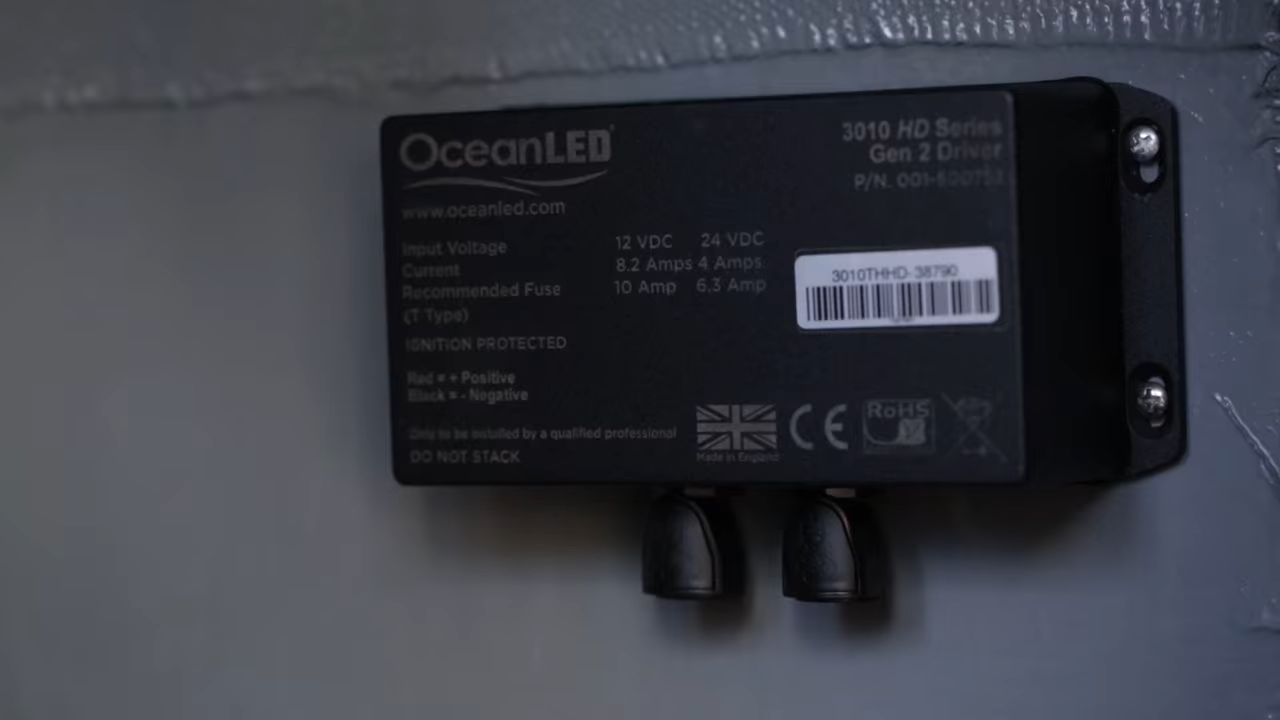 OceanLED
www.oceanled.com
3010 HD Series
Gen 2 Driver
P/N. 001-
Input Voltage 12 VDC 24 VDC
Current 8.2 Amps 4 Amps
Recommended Fuse 10 Amp 6.3 Amp
(T Type)
3010THHD-38790
IGNITION PROTECTED
Red = + Positive
Black = - Negative
Only to be installed by a qualified professional
DO NOT STACK
Made in England
CE
RoHS